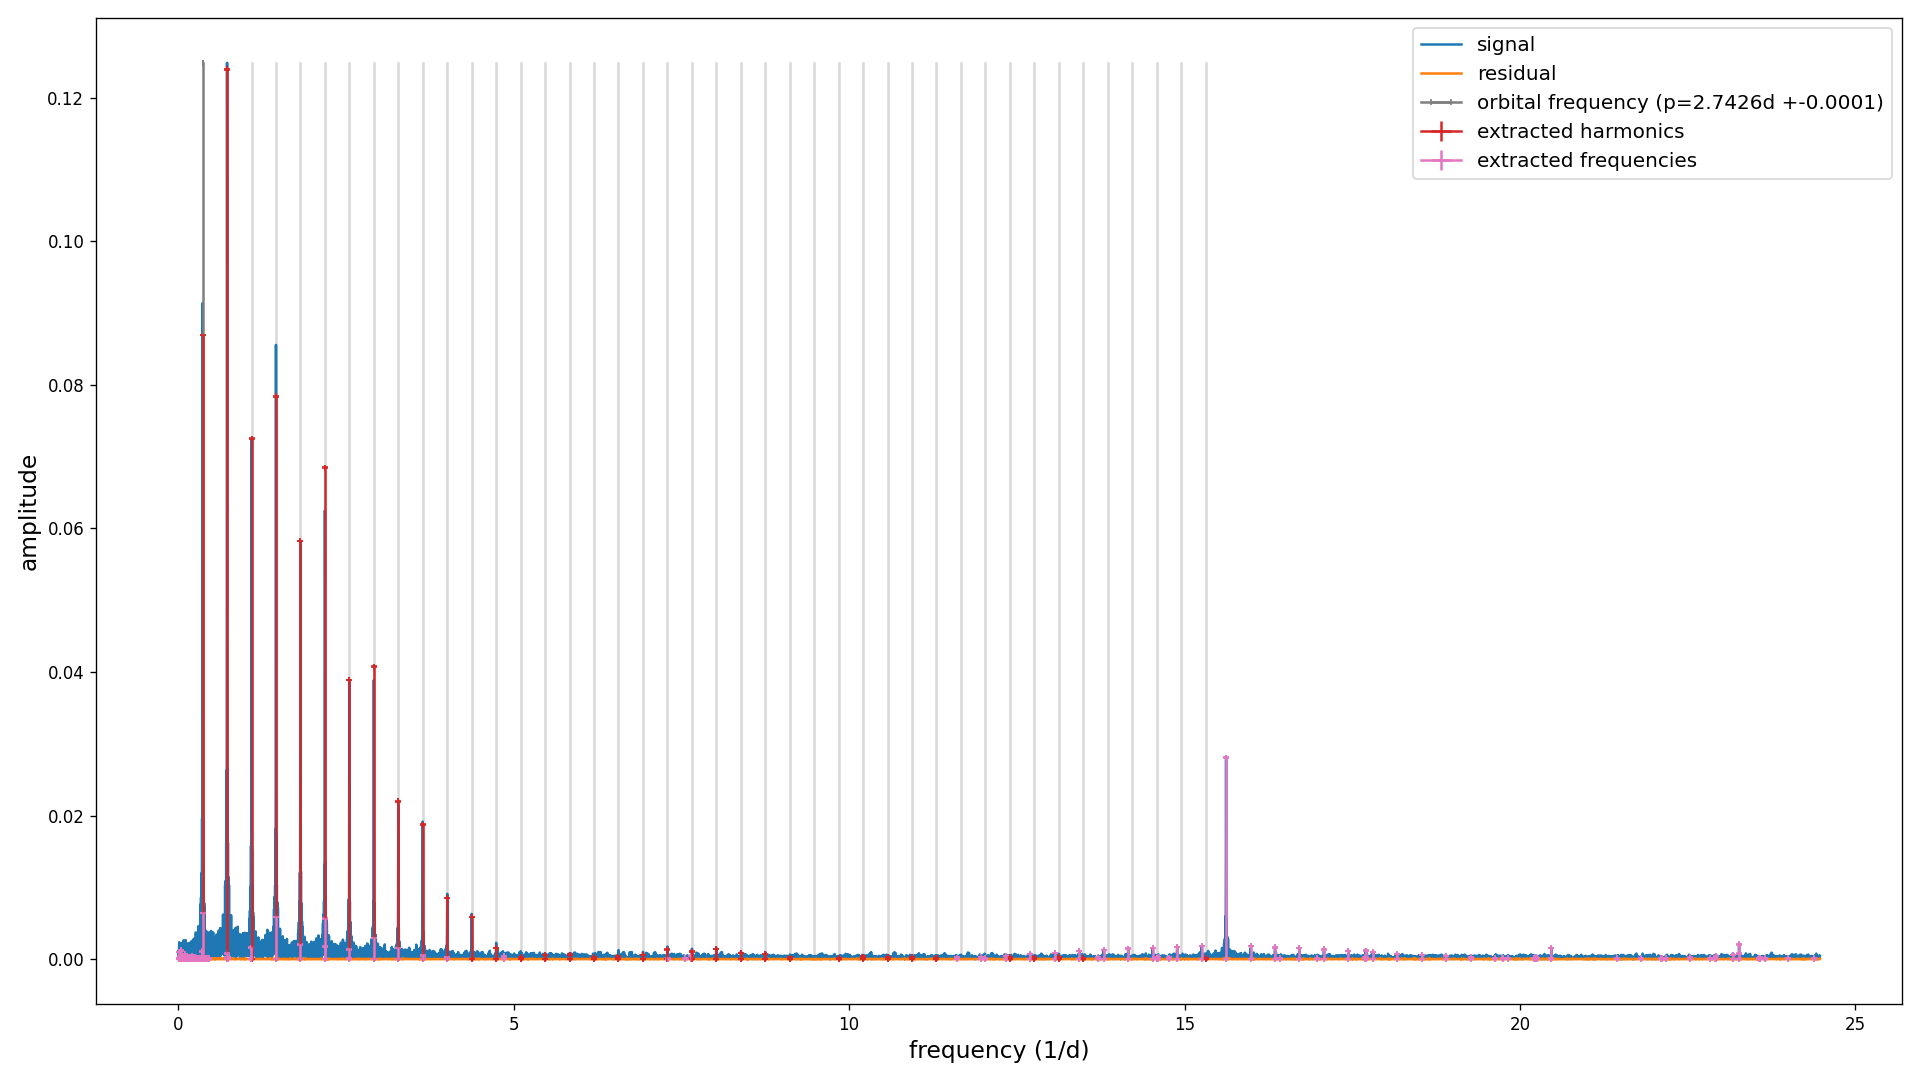 signal
residual
orbital frequency (p=2.7426d +-0.0001)
extracted harmonics
extracted frequencies
0.12
0.10
0.08
0.06
0.04
0.02
0.00
amplitude
0 5 10 15 20 25
frequency (1/d)